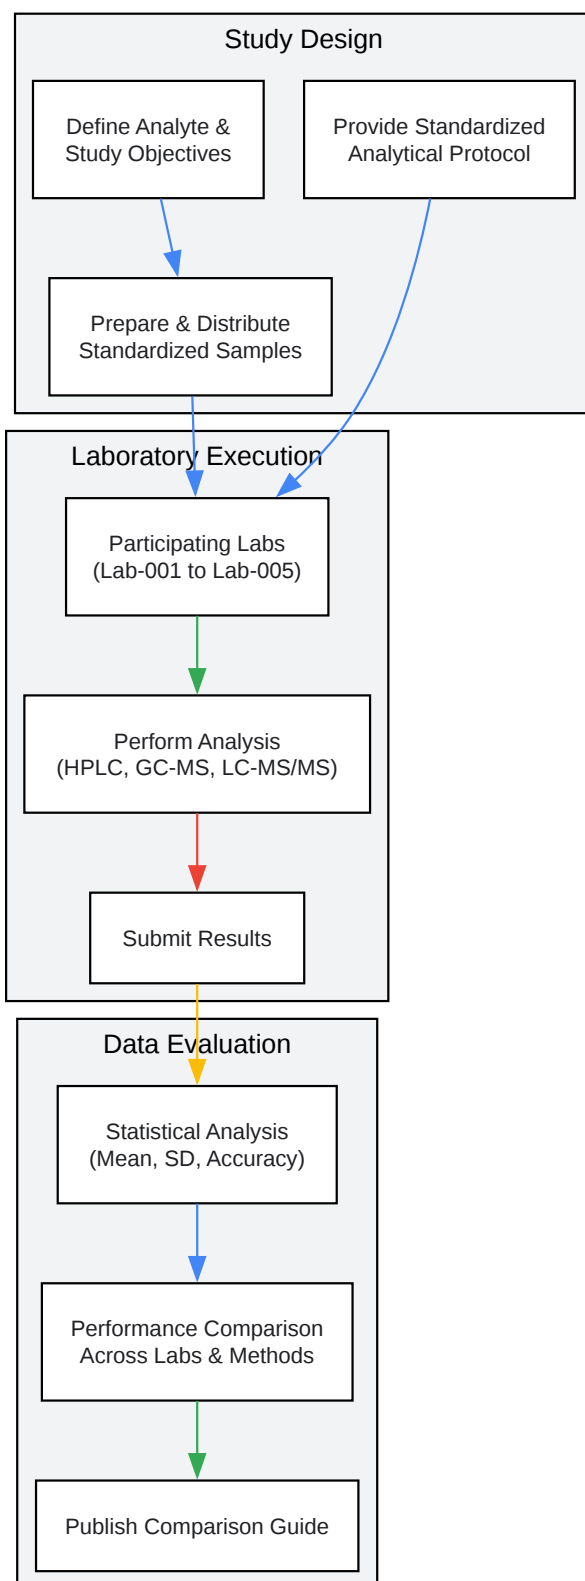 Study Design
Define Analyte &
Study Objectives
Provide Standardized
Analytical Protocol
Prepare & Distribute
Standardized Samples
Laboratory Execution
Participating Labs
(Lab-001 to Lab-005)
Perform Analysis
(HPLC, GC-MS, LC-MS/MS)
Submit Results
Data Evaluation
Statistical Analysis
(Mean, SD, Accuracy)
Performance Comparison
Across Labs & Methods
Publish Comparison Guide